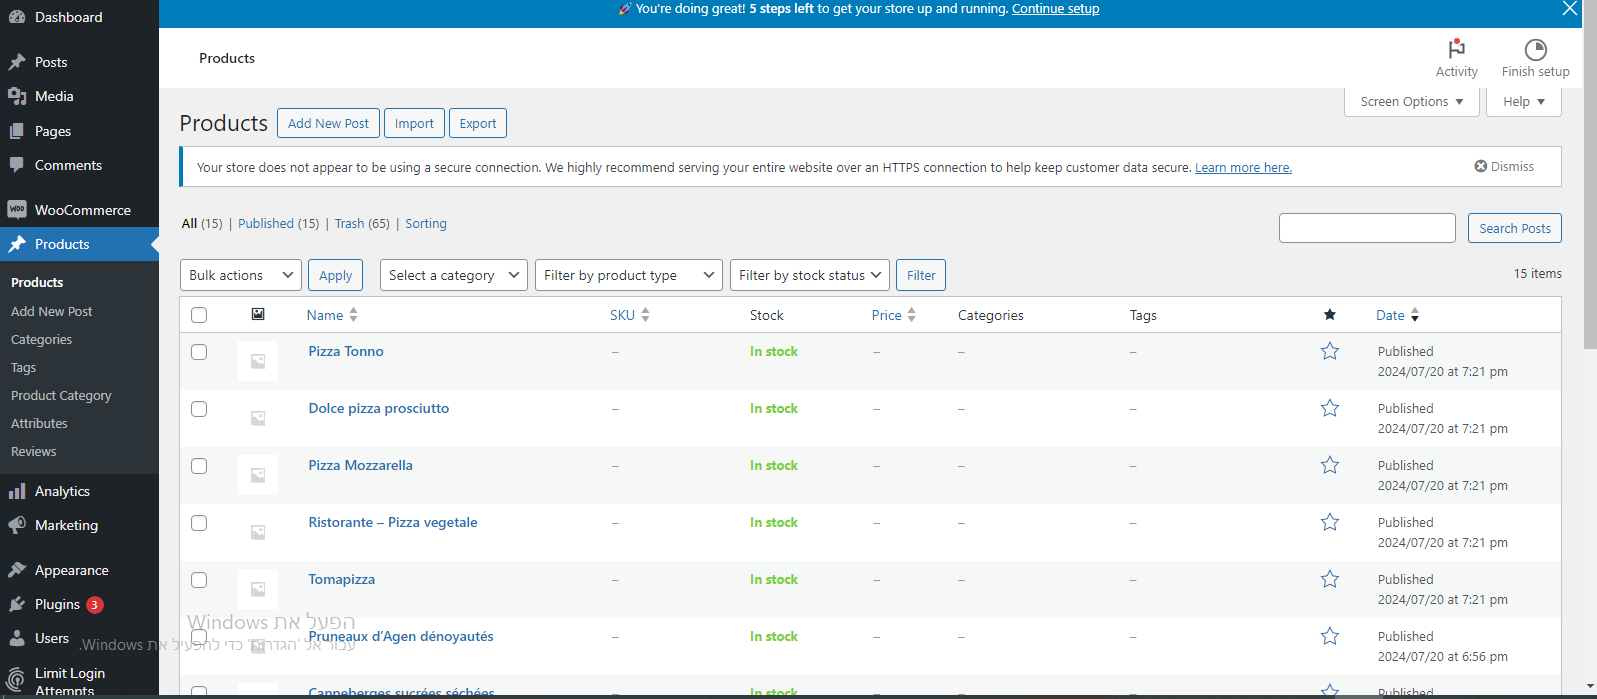 Dashboard
Posts
Media
Pages
Comments
WooCommerce
Products
Products
Add New Post
Categories
Tags
Product Category
Attributes
Reviews
Analytics
Marketing
Appearance
Plugins 3
Users
Limit Login
Attempts
🚀 You're doing great! 5 steps left to get your store up and running. Continue setup
Products
Activity
Finish setup
Screen Options
Help
Products
Add New Post
Import
Export
Your store does not appear to be using a secure connection. We highly recommend serving your entire website over an HTTPS connection to help keep customer data secure. Learn more here.
Dismiss
All (15) | Published (15) | Trash (65) | Sorting
Search Posts
Bulk actions
Apply
Select a category
Filter by product type
Filter by stock status
Filter
15 items
Name SKU Stock Price Categories Tags Date
Pizza Tonno – In stock – – – Published
2024/07/20 at 7:21 pm
Dolce pizza prosciutto – In stock – – – Published
2024/07/20 at 7:21 pm
Pizza Mozzarella – In stock – – – Published
2024/07/20 at 7:21 pm
Ristorante – Pizza vegetale – In stock – – – Published
2024/07/20 at 7:21 pm
Tomapizza – In stock – – – Published
2024/07/20 at 7:21 pm
Pruneaux d’Agen dénoyautés – In stock – – – Published
2024/07/20 at 6:56 pm
Canneberges sucrées séchées – In stock – – – Published
הפעל את Windows
עבור אל 'הגדרות' כדי להפעיל את Windows.